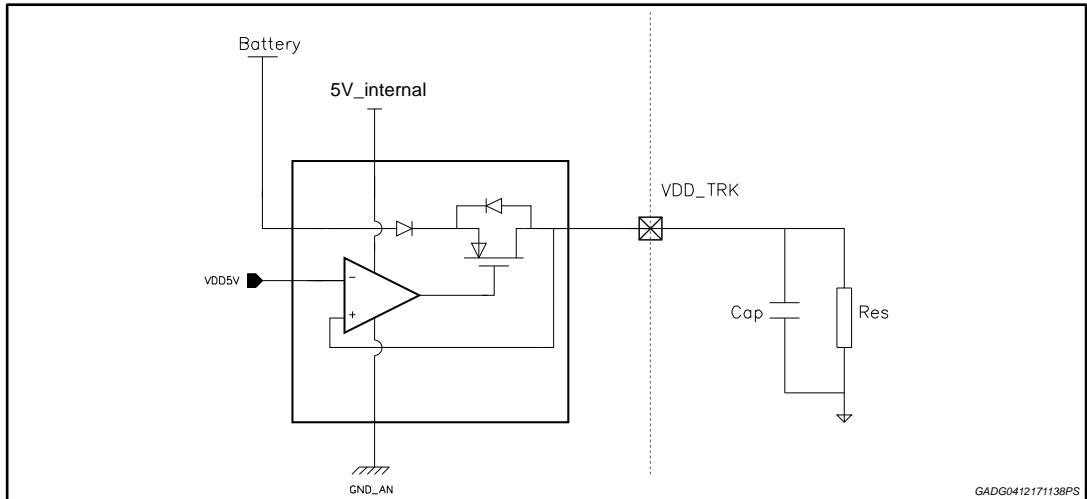 Battery
5V_internal
VDD_TRK
VDD5V
−
+
Cap
Res
GND_AN
GADG0412171138PS